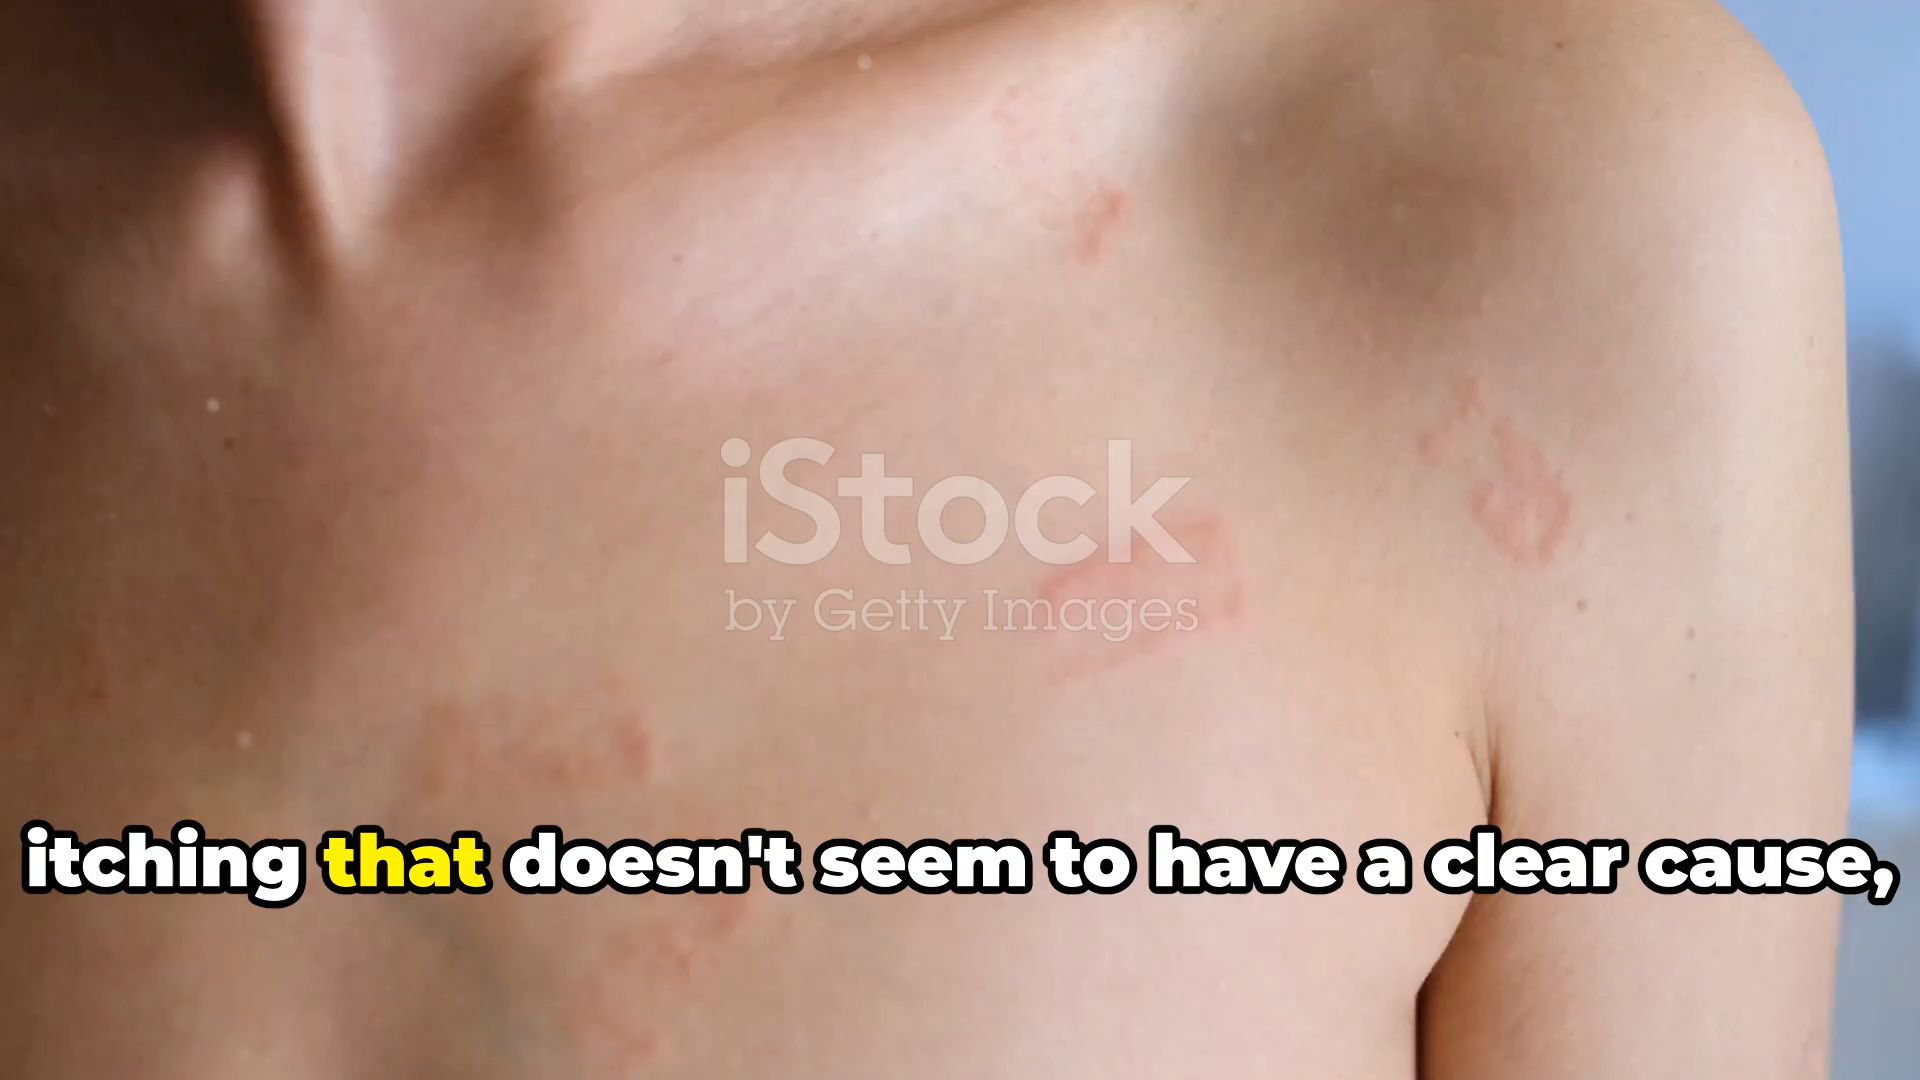 iStock
by Getty Images
itching that doesn't seem to have a clear cause,